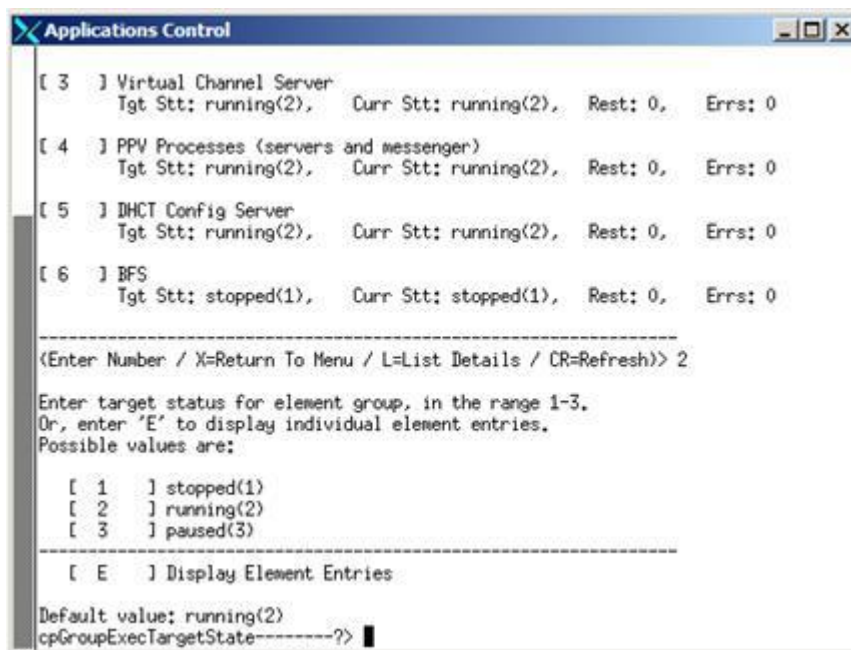 Applications Control
[ 3   ] Virtual Channel Server
Tgt Stt: running(2),   Curr Stt: running(2),   Rest: 0,   Errs: 0
[ 4   ] PPV Processes (servers and messenger)
Tgt Stt: running(2),   Curr Stt: running(2),   Rest: 0,   Errs: 0
[ 5   ] DHCT Config Server
Tgt Stt: running(2),   Curr Stt: running(2),   Rest: 0,   Errs: 0
[ 6   ] BFS
Tgt Stt: stopped(1),   Curr Stt: stopped(1),   Rest: 0,   Errs: 0
-----------------------------------------------------------------
(Enter Number / X=Return To Menu / L=List Details / CR=Refresh)> 2
Enter target status for element group, in the range 1-3.
Or, enter 'E' to display individual element entries.
Possible values are:
[  1    ] stopped(1)
[  2    ] running(2)
[  3    ] paused(3)
-----------------------------------------------------------------
[  E    ] Display Element Entries
Default value: running(2)
cpGroupExecTargetState--------?>